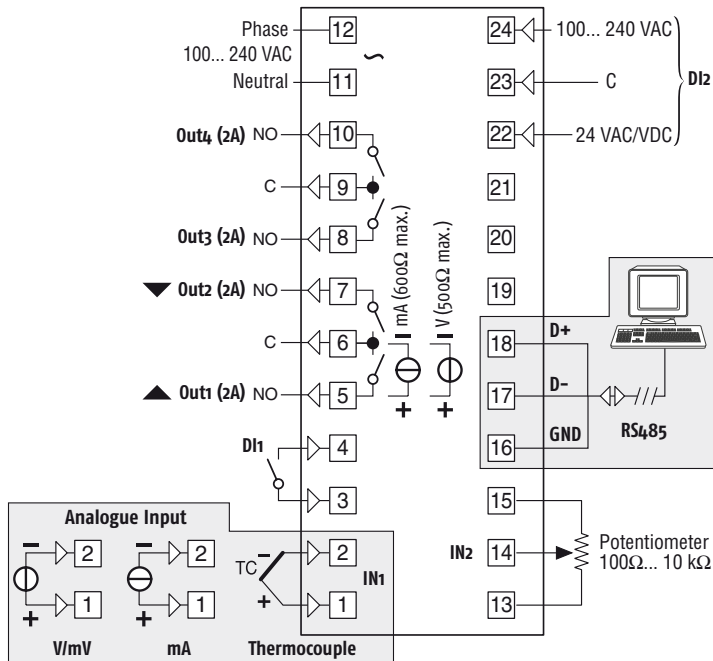 Phase
100... 240 VAC
Neutral
12
11
Out4 (2A) NO
10
C
9
Out3 (2A) NO
8
Out2 (2A) NO
7
C
6
Out1 (2A) NO
5
DI1
4
3
mA (600Ω max.)
V (500Ω max.)
− −
+ +
24
100... 240 VAC
23
C
22
24 VAC/VDC
DI2
21
20
19
18
D+
17
D−
16
GND
RS485
15
14
13
IN2
Potentiometer
100Ω... 10 kΩ
Analogue Input
− 2
+ 1
V/mV
− 2
+ 1
mA
TC − 2
+ 1
IN1
Thermocouple